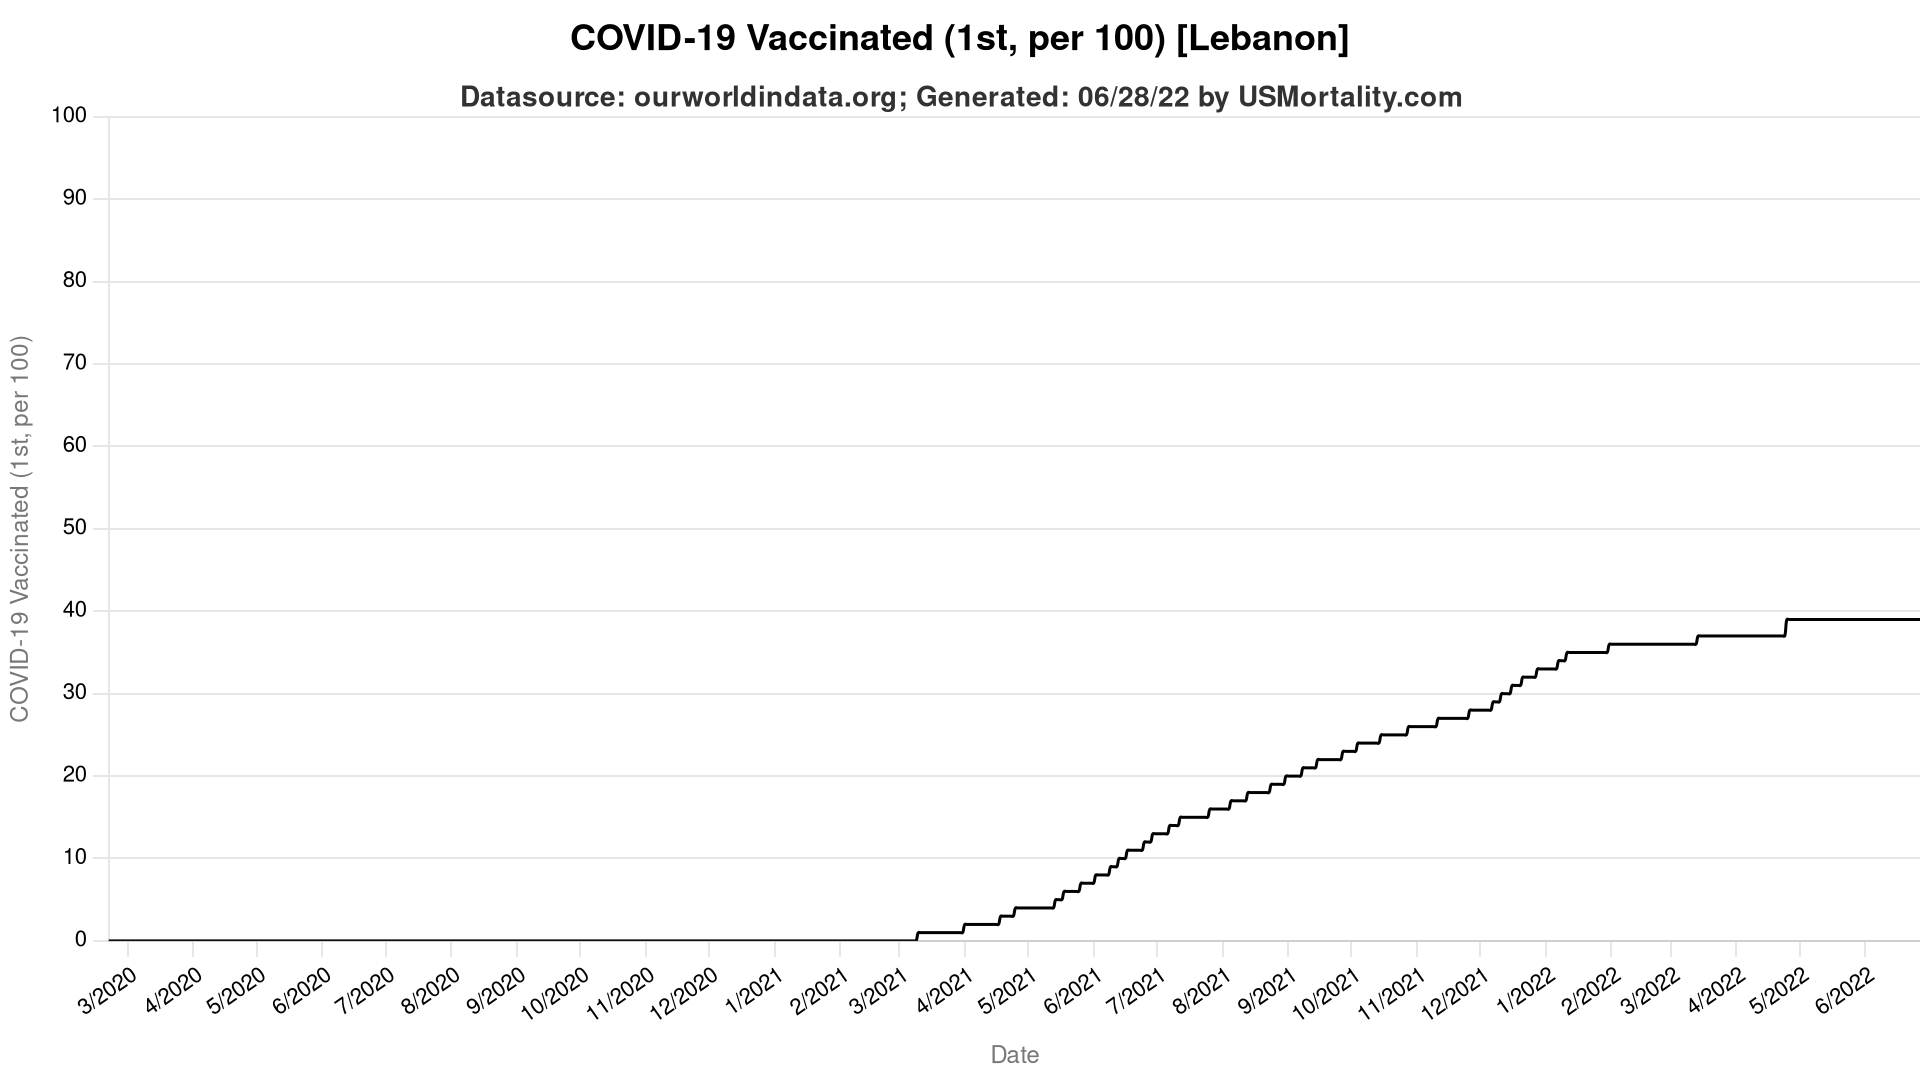 COVID-19 Vaccinated (1st, per 100) [Lebanon]
Datasource: ourworldindata.org; Generated: 06/28/22 by USMortality.com
COVID-19 Vaccinated (1st, per 100)
100
90
80
70
60
50
40
30
20
10
0
3/2020 4/2020 5/2020 6/2020 7/2020 8/2020 9/2020 10/2020 11/2020 12/2020 1/2021 2/2021 3/2021 4/2021 5/2021 6/2021 7/2021 8/2021 9/2021 10/2021 11/2021 12/2021 1/2022 2/2022 3/2022 4/2022 5/2022 6/2022
Date